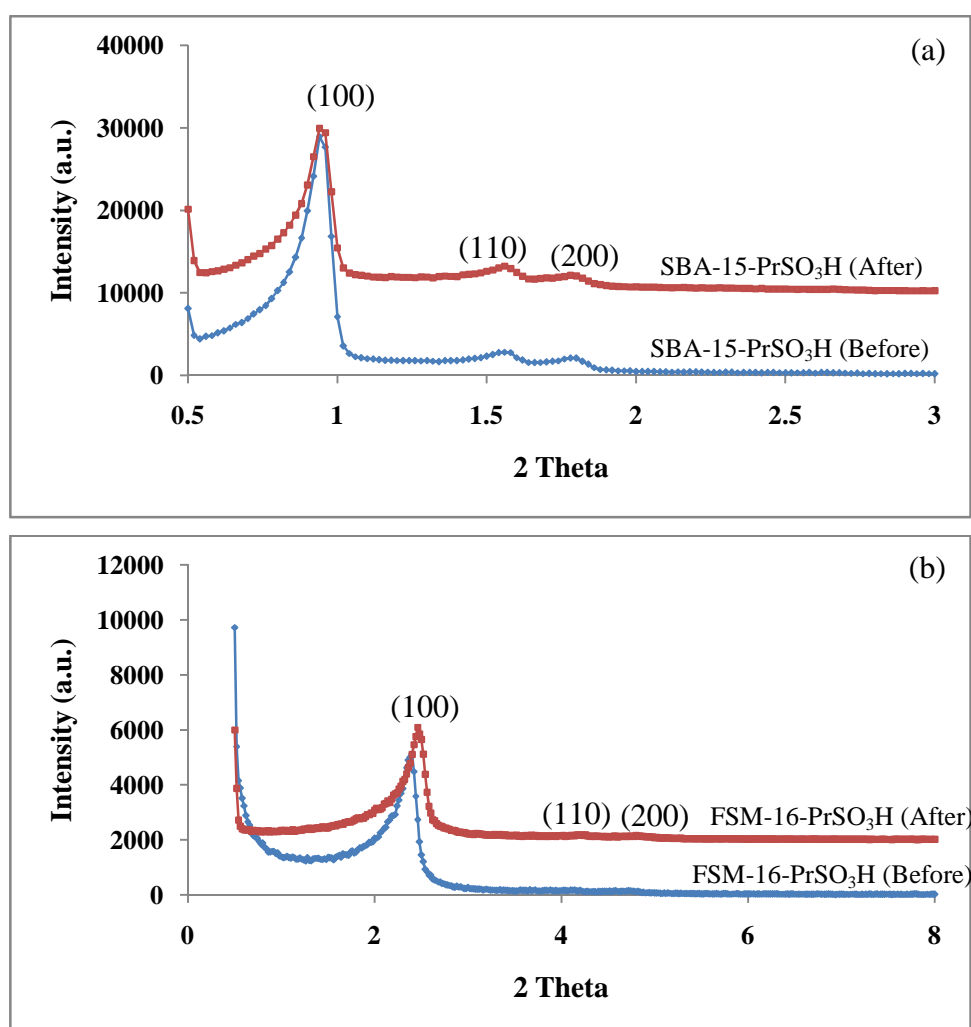 (a)
40000
30000
20000
10000
0
Intensity (a.u.)
(100)
(110)
(200)
SBA-15-PrSO₃H (After)
SBA-15-PrSO₃H (Before)
0.5
1
1.5
2
2.5
3
2 Theta
(b)
12000
10000
8000
6000
4000
2000
0
Intensity (a.u.)
(100)
(110)
(200)
FSM-16-PrSO₃H (After)
FSM-16-PrSO₃H (Before)
0
2
4
6
8
2 Theta